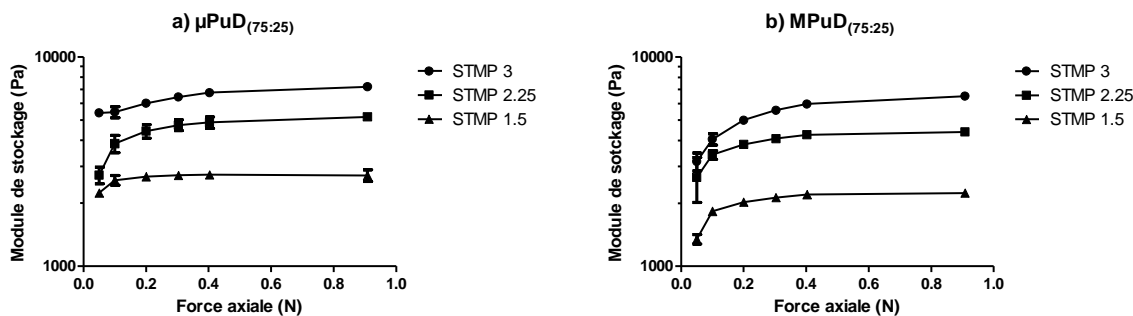 a) µPuD(75:25)
10000
1000
Module de stockage (Pa)
0.0 0.2 0.4 0.6 0.8 1.0
Force axiale (N)
STMP 3
STMP 2.25
STMP 1.5
b) MPuD(75:25)
10000
1000
Module de sotckage (Pa)
0.0 0.2 0.4 0.6 0.8 1.0
Force axiale (N)
STMP 3
STMP 2.25
STMP 1.5